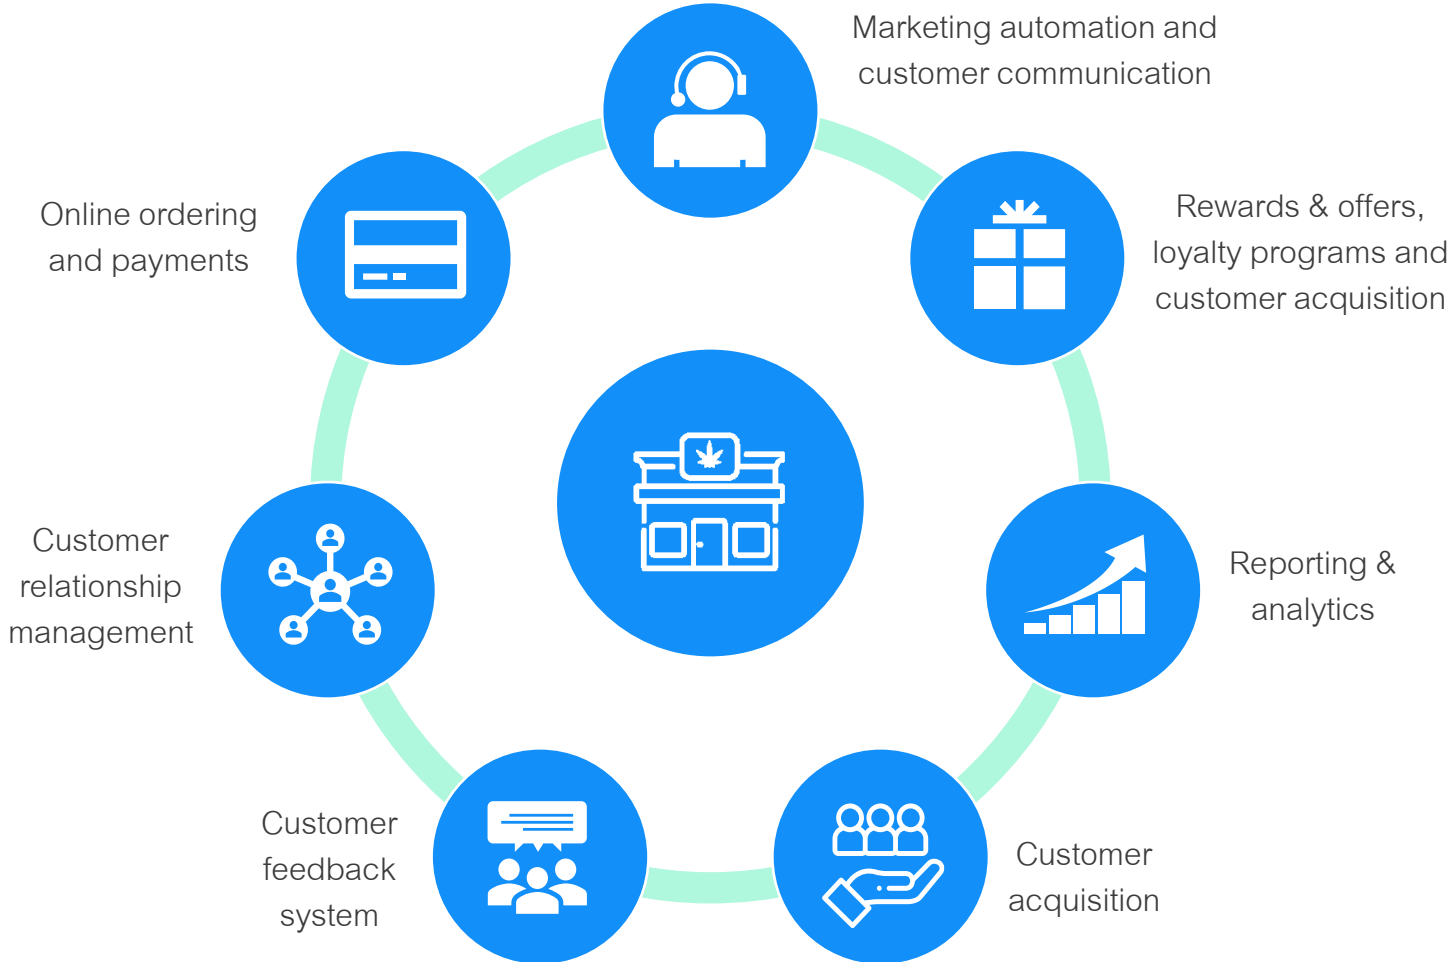 Marketing automation and
customer communication
Rewards & offers,
loyalty programs and
customer acquisition
Reporting &
analytics
Customer
acquisition
Customer
feedback
system
Customer
relationship
management
Online ordering
and payments